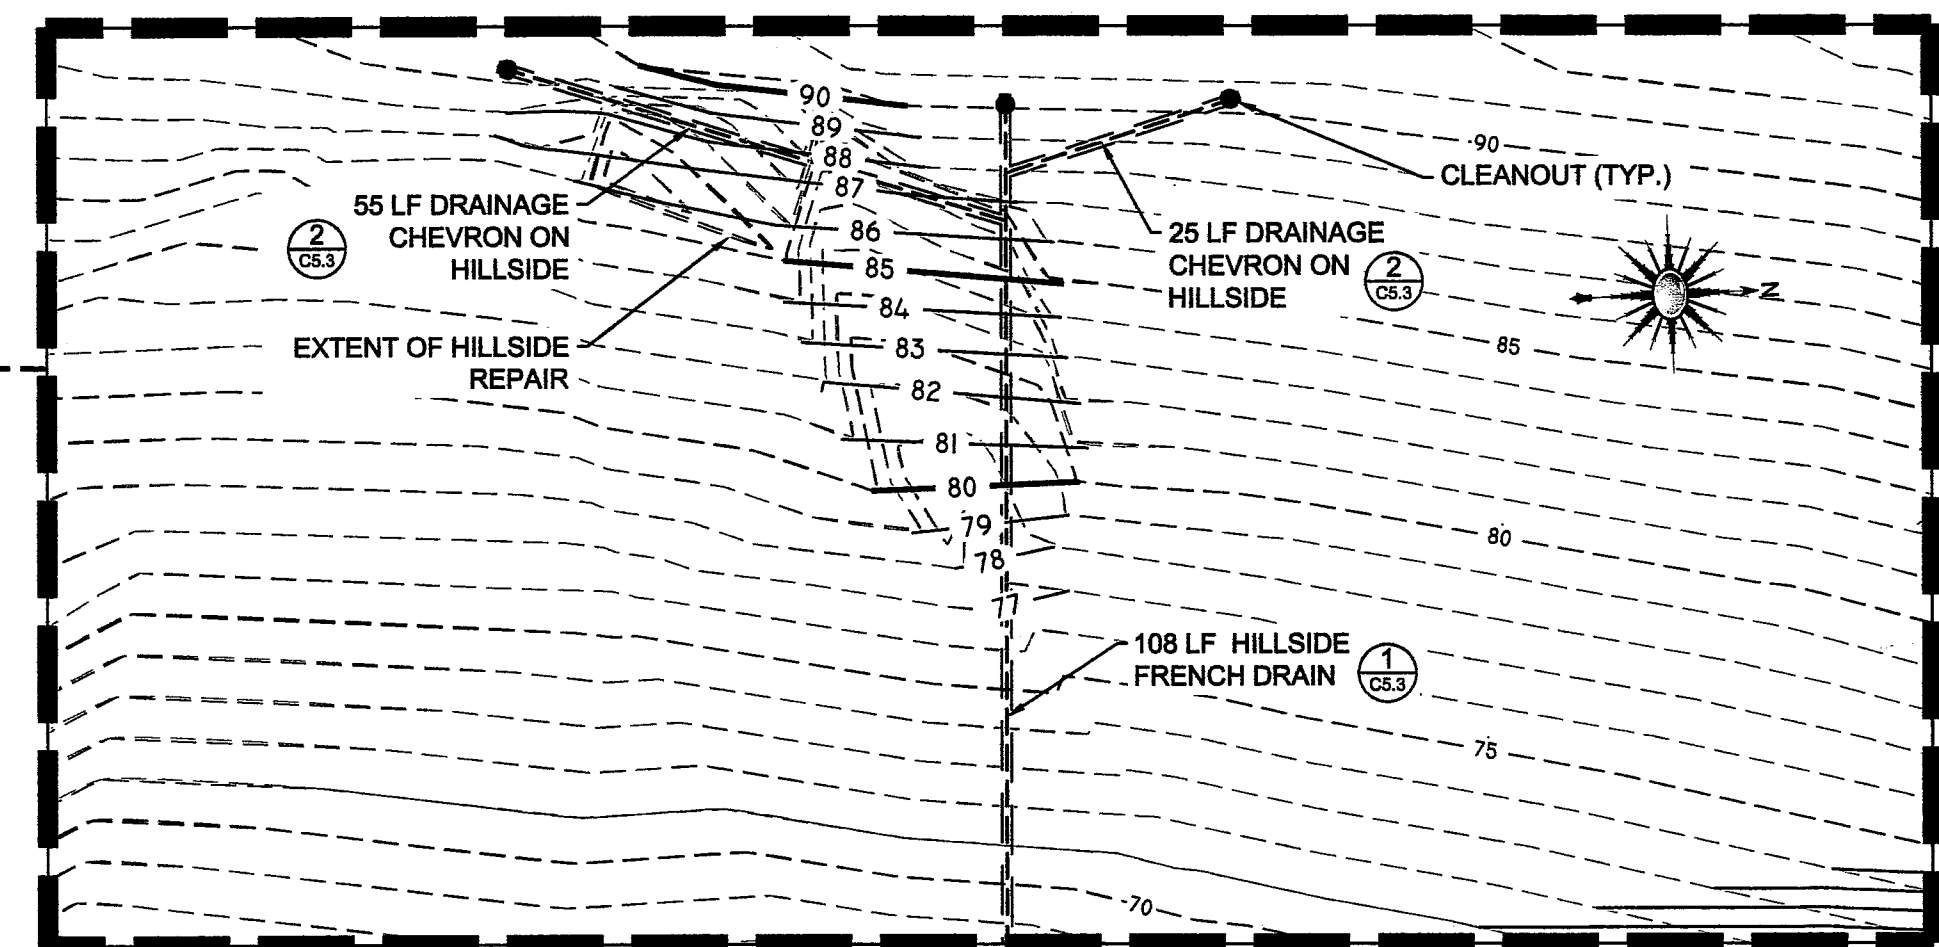 90
89
88
87
86
85
84
83
82
81
80
79
78
77
55 LF DRAINAGE
CHEVRON ON
HILLSIDE
2
C5.3
EXTENT OF HILLSIDE
REPAIR
90
CLEANOUT (TYP.)
25 LF DRAINAGE
CHEVRON ON
HILLSIDE
2
C5.3
N
85
80
108 LF HILLSIDE
FRENCH DRAIN
1
C5.3
75
70